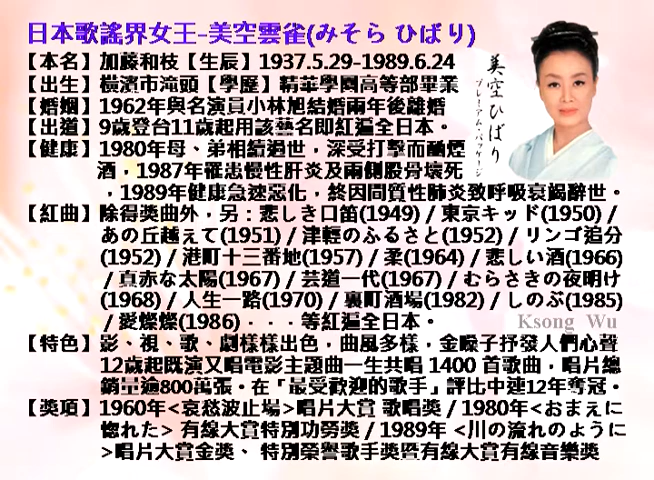 日本歌謠界女王-美空雲雀(みそら ひばり)
【本名】加藤和枝【生辰】1937.5.29-1989.6.24
【出生】橫濱市滝頭【學歷】精華學園高等部畢業
【婚姻】1962年與名演員小林旭結婚兩年後離婚
【出道】9歲登台11歲起用該藝名即紅遍全日本。
【健康】1980年母、弟相續過世，深受打擊而酗煙
酒，1987年罹患慢性肝炎及兩側股骨壞死
，1989年健康急速惡化，終因間質性肺炎致呼吸衰竭辭世。
【紅曲】除得獎曲外，另：悲しき口笛(1949) / 東京キッド(1950) /
あの丘越えて(1951) / 津輕のふるさと(1952) / リンゴ追分
(1952) / 港町十三番地(1957) / 柔(1964) / 悲しい酒(1966)
/ 真赤な太陽(1967) / 芸道一代(1967) / むらさきの夜明け
(1968) / 人生一路(1970) / 裏町酒場(1982) / しのぶ(1985)
/ 愛燦燦(1986)．．．等紅遍全日本。
Ksong Wu
【特色】影、視、歌、劇樣樣出色，曲風多樣，金嗓子抒發人們心聲
12歲起既演又唱電影主題曲一生共唱 1400 首歌曲，唱片總
銷量逾800萬張。在「最受歡迎的歌手」評比中連12年奪冠。
【獎項】1960年<哀愁波止場>唱片大賞 歌唱獎 / 1980年<おまえに
惚れた> 有線大賞特別功勞獎 / 1989年 <川の流れのように
>唱片大賞金獎、 特別榮譽歌手獎暨有線大賞有線音樂獎
美空ひばり
プレミアム・パッケージ